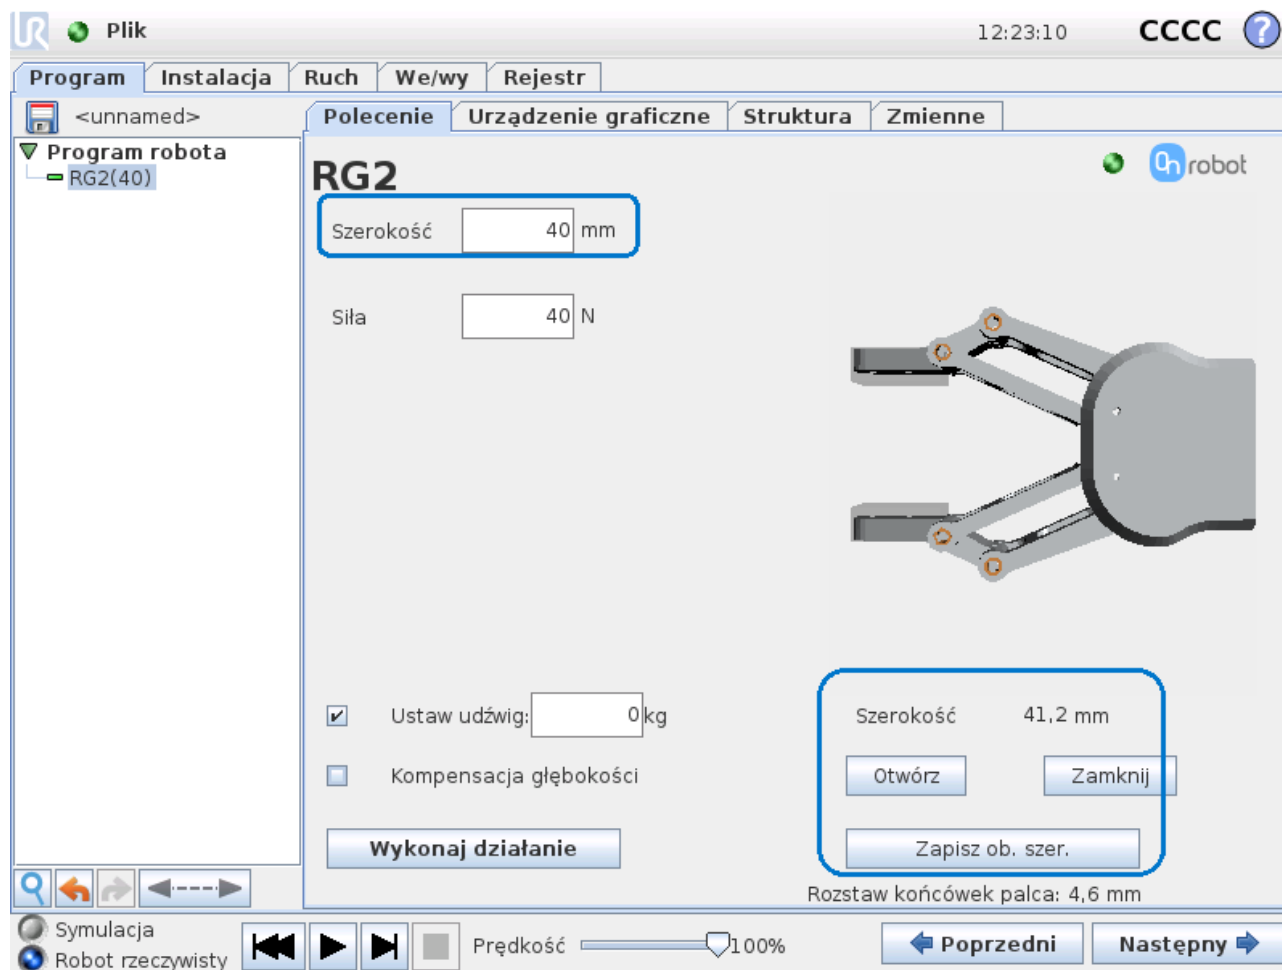 UR Plik 12:23:10 CCCC ?
Program Instalacja Ruch We/wy Rejestr
<unnamed>
Polecenie Urządzenie graficzne Struktura Zmienne
Program robota
RG2(40)
RG2
On robot
Szerokość 40 mm
Siła 40 N
Ustaw udźwig: 0 kg
Szerokość 41,2 mm
Kompensacja głębokości
Otwórz Zamknij
Wykonaj działanie
Zapisz ob. szer.
Rozstaw końcówek palca: 4,6 mm
Symulacja
Robot rzeczywisty
Prędkość 100%
Poprzedni Następny